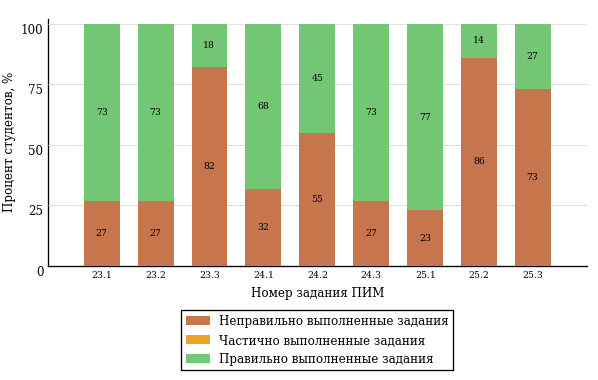 Процент студентов, %
100
75
50
25
0
73 73 18 68 45 73 77 14 27
27 27 82 32 55 27 23 86 73
23.1 23.2 23.3 24.1 24.2 24.3 25.1 25.2 25.3
Номер задания ПИМ
Неправильно выполненные задания
Частично выполненные задания
Правильно выполненные задания